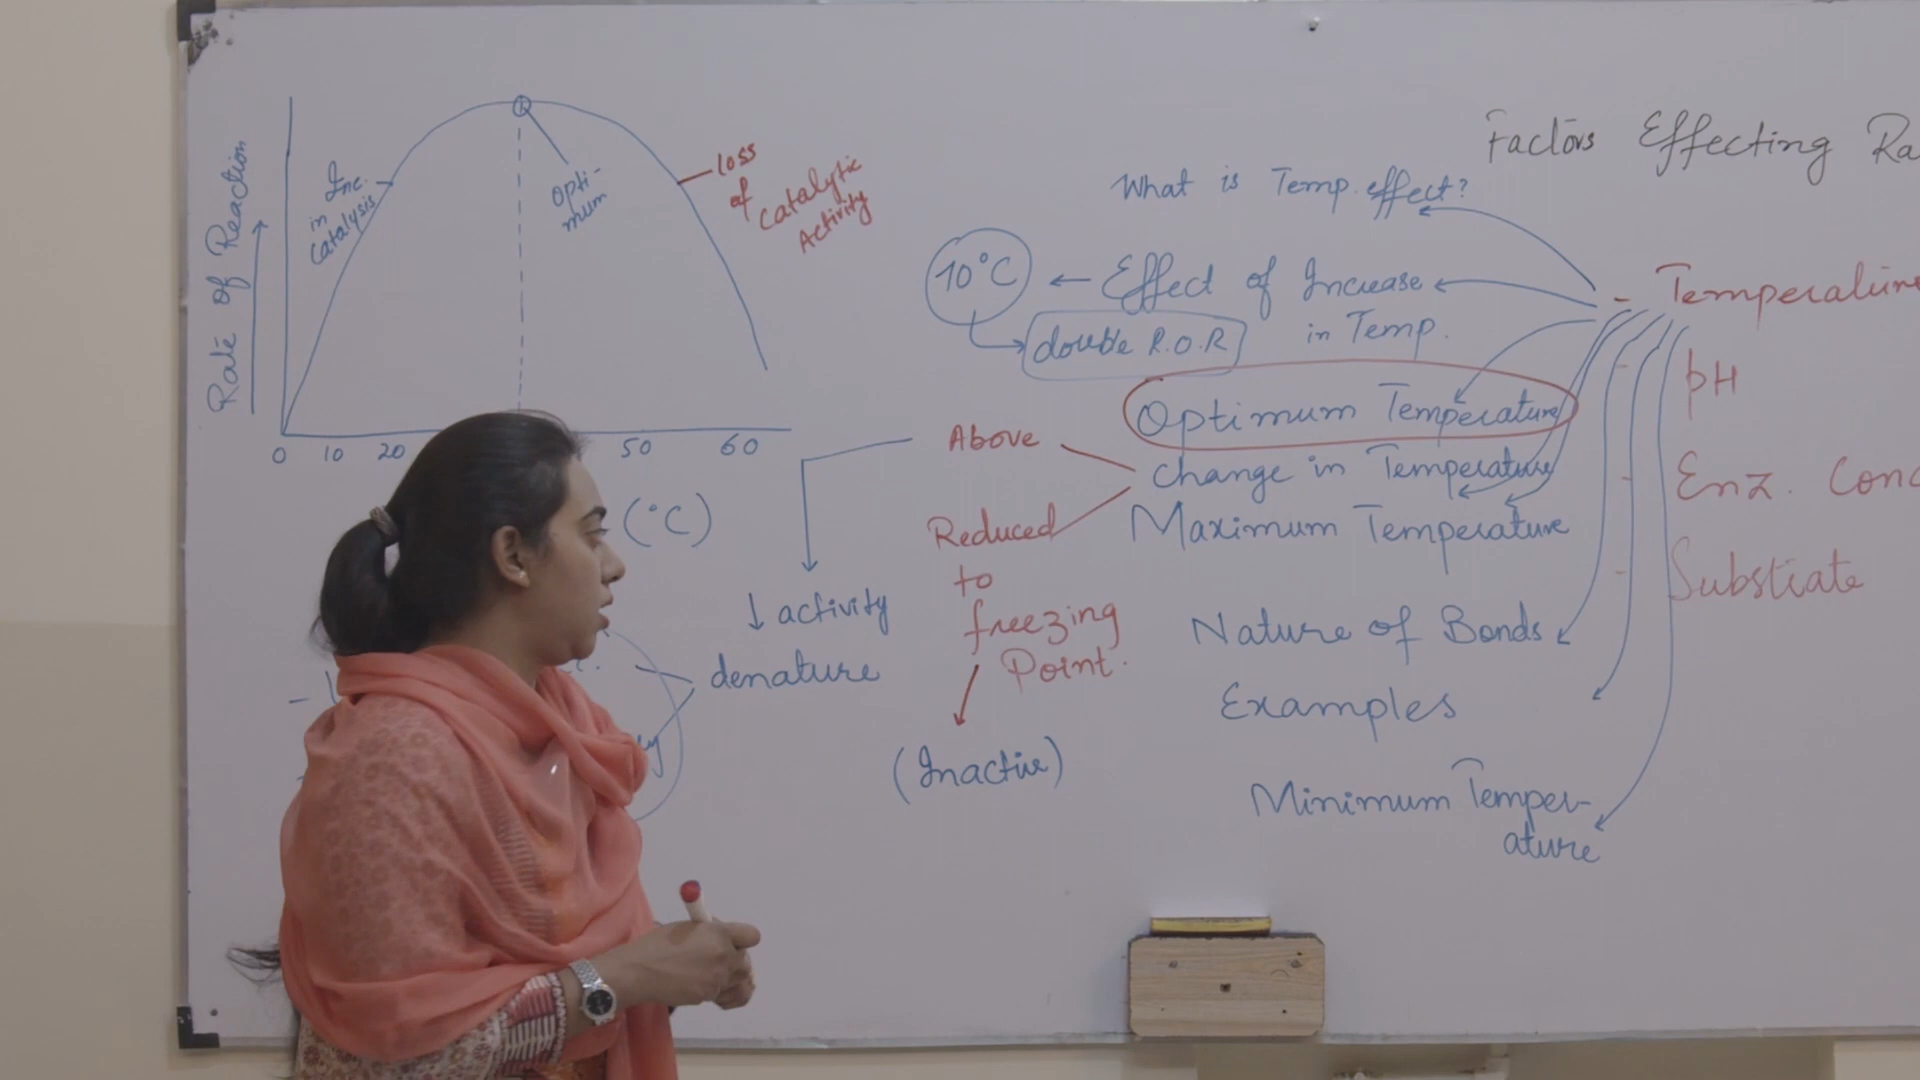 Rate of Reaction
Inc.
in
Catalysis
Opti-
mum
loss
of
Catalytic
Activity
0 10 20 50 60
(°C)
↓ activity
denature
Factors Effecting
What is Temp. effect?
10°C ← Effect of Increase
in Temp.
double R.O.R
Optimum Temperature
Above
Change in Temperature
Reduced
to
freezing
Point.
(Inactive)
Maximum Temperature
Nature of Bonds
Examples
Minimum Temper-
ature
- Temperature
- pH
- Enz. Conc
- Substrate